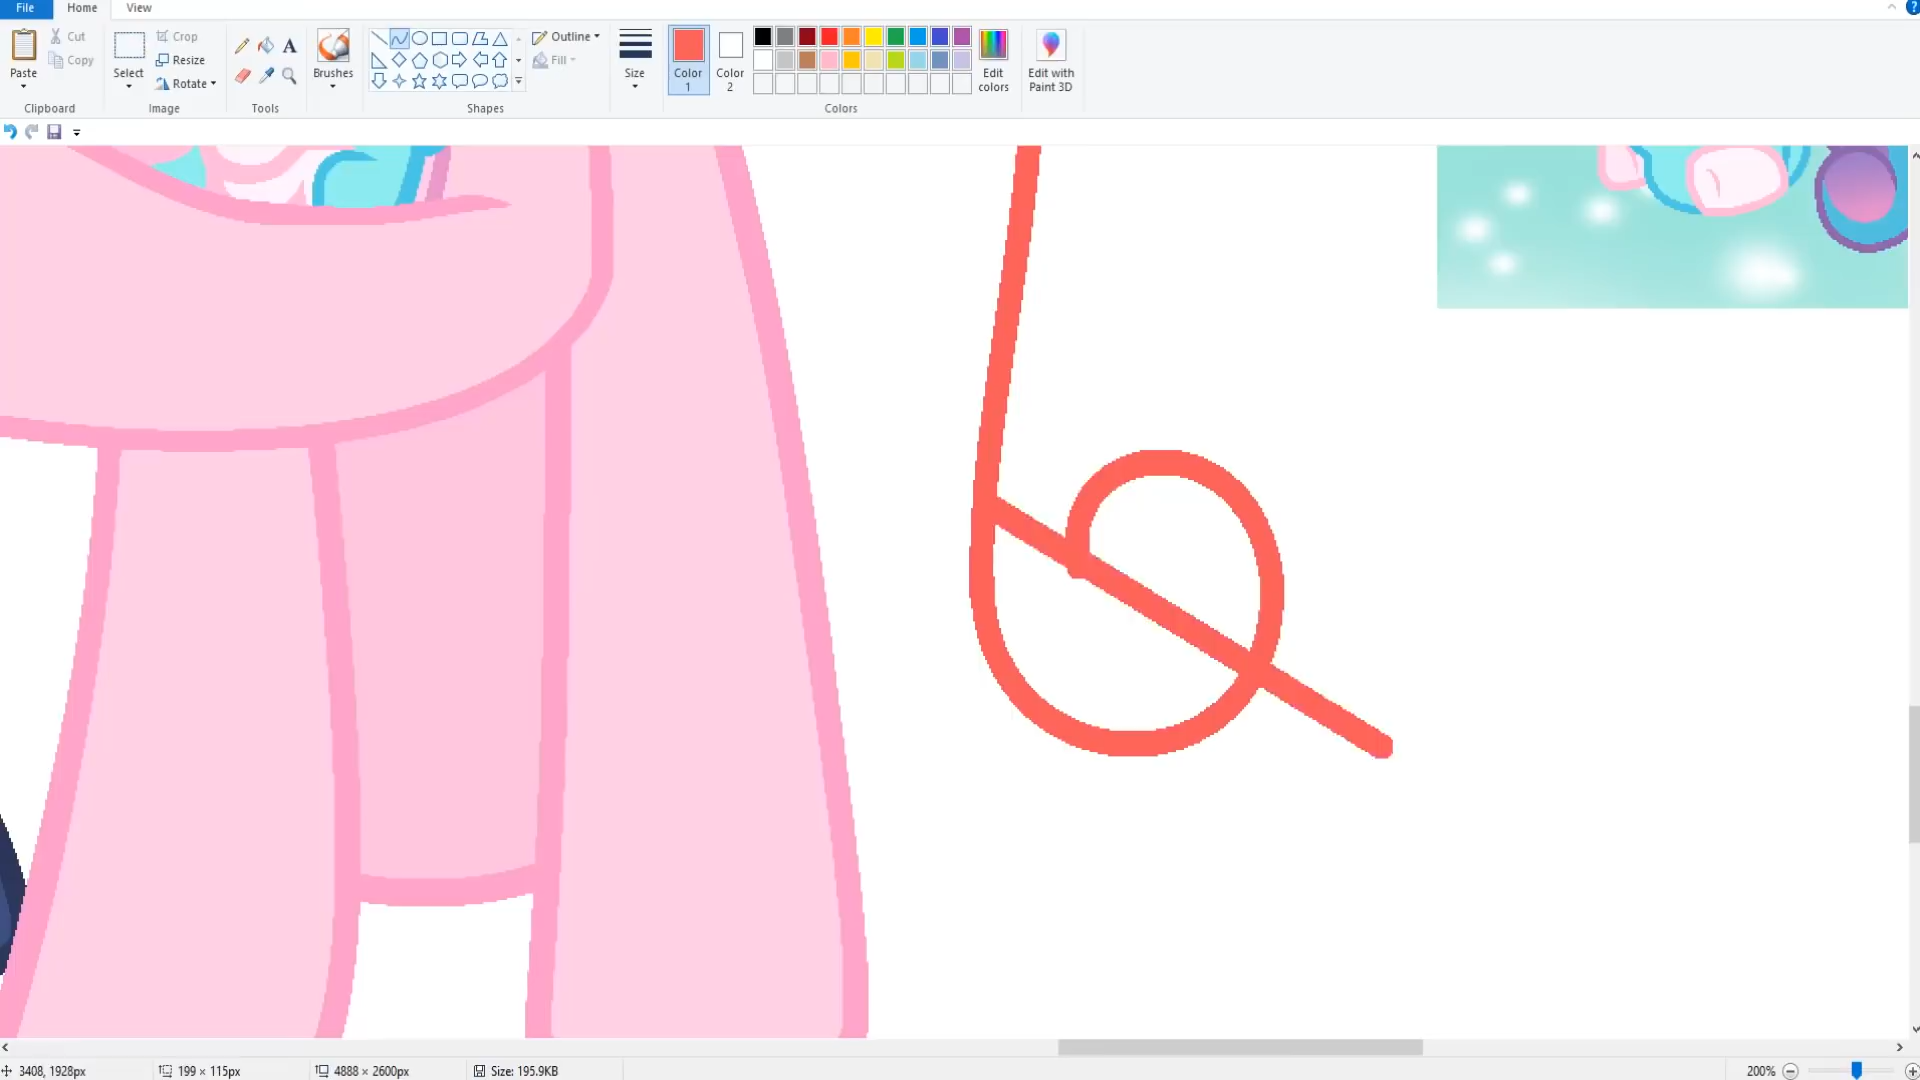 File Home View
Paste
Cut
Copy
Clipboard
Select
Crop
Resize
Rotate
Image
A
Tools
Brushes
Outline
Fill
Shapes
Size
Color 1
Color 2
Edit colors
Colors
Edit with Paint 3D
3408, 1928px 199 × 115px 4888 × 2600px Size: 195.9KB 200%